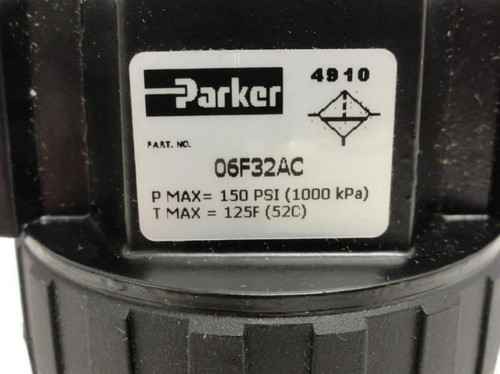 Parker
4910
PART. NO.
06F32AC
P MAX= 150 PSI (1000 kPa)
T MAX = 125F (52C)